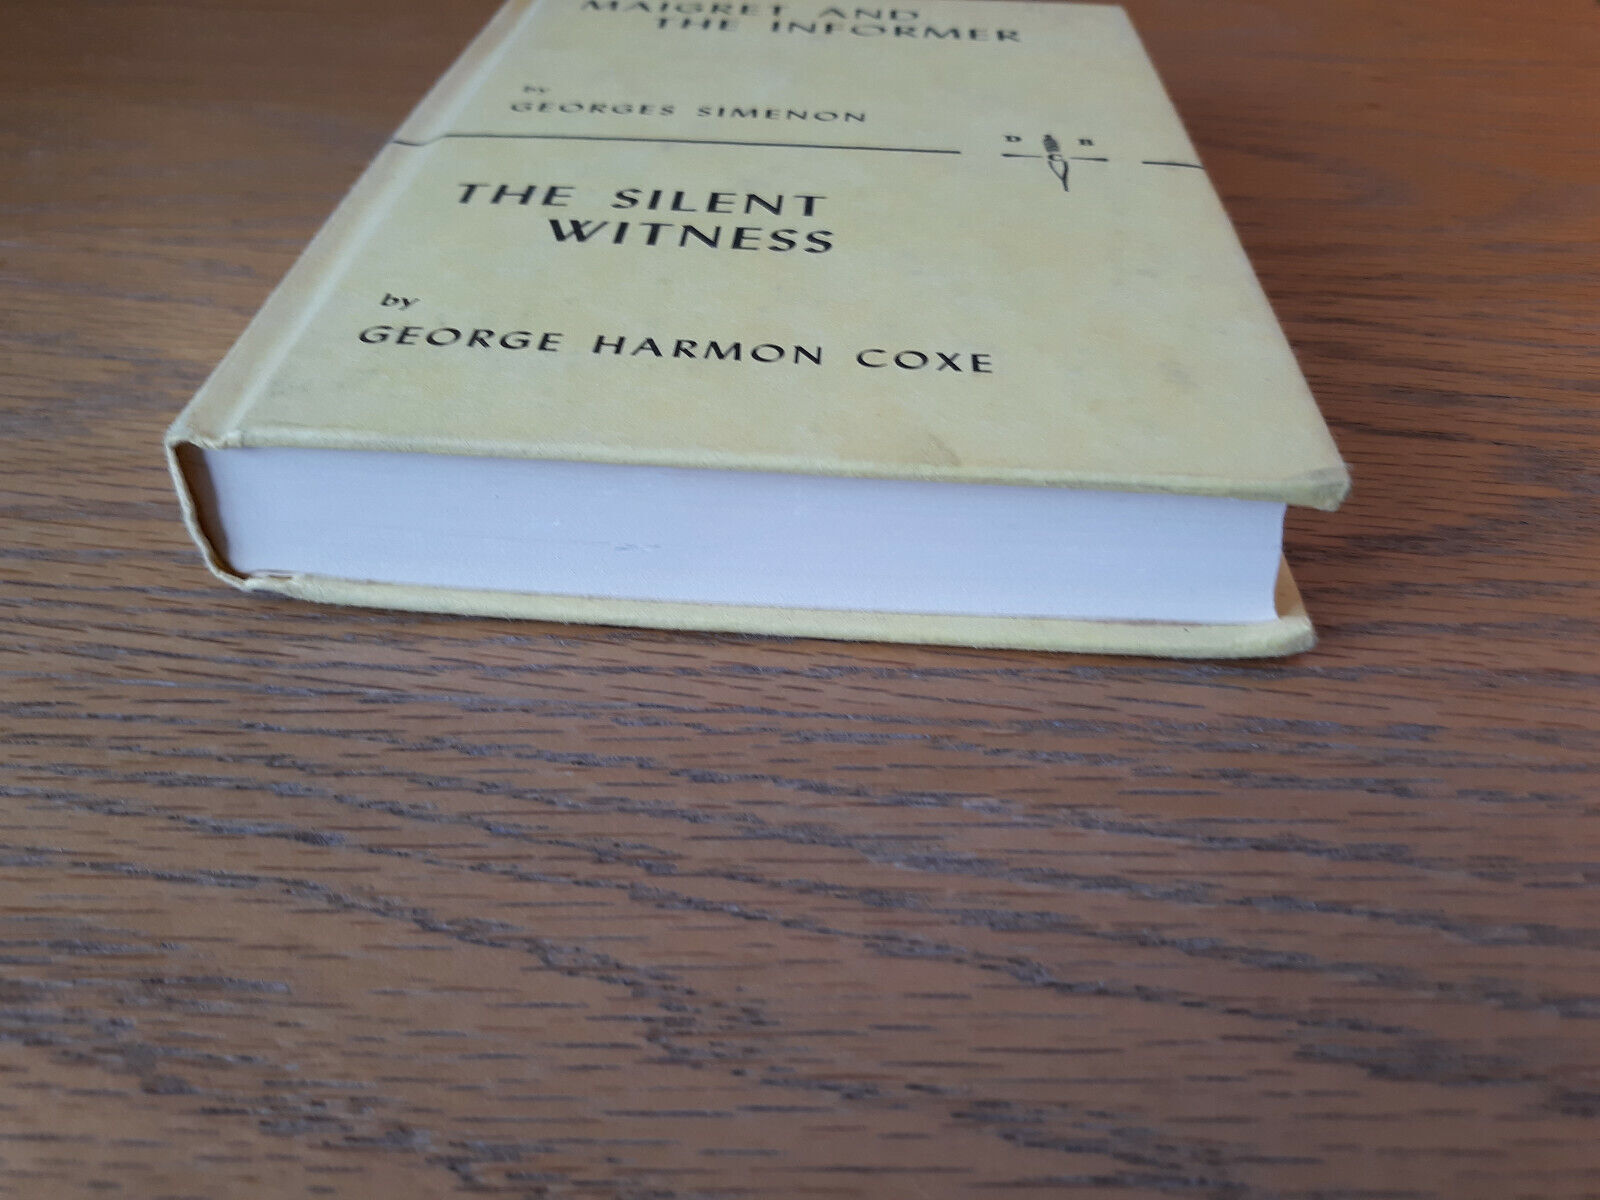 MAIGRET AND
THE INFORMER
by
GEORGES SIMENON
D B
THE SILENT
WITNESS
by
GEORGE HARMON COXE